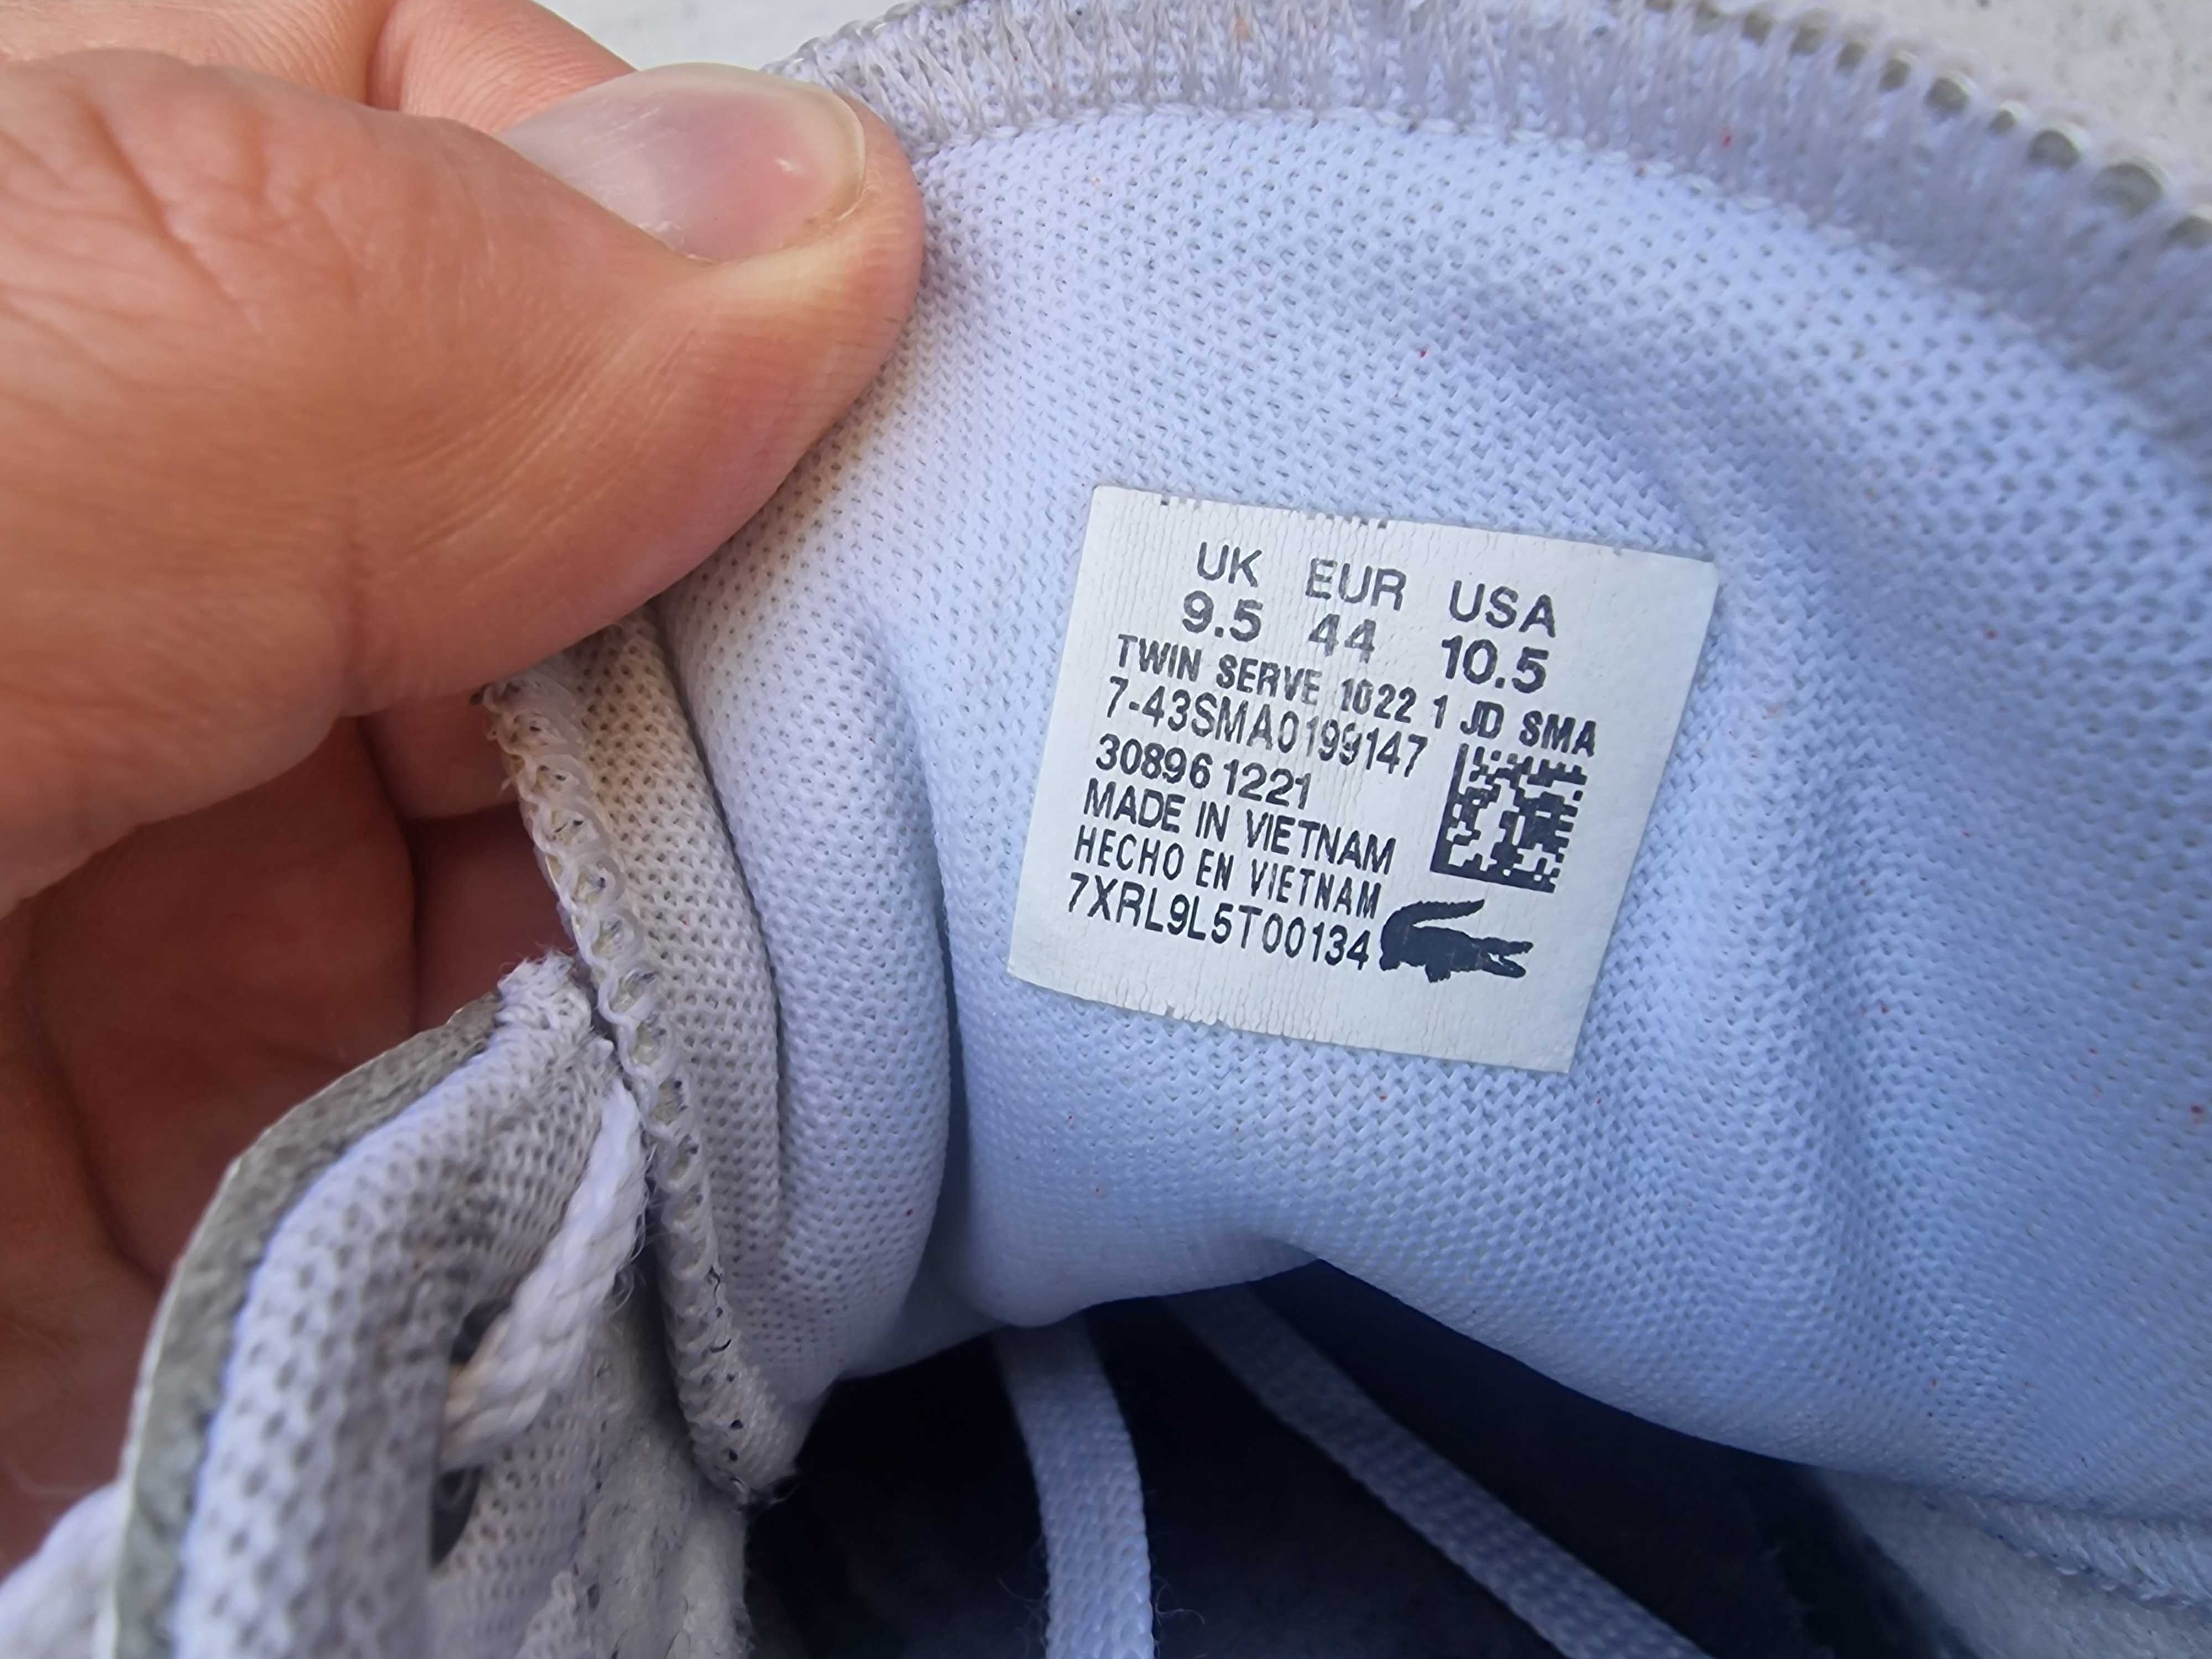 UK EUR USA
9.5 44 10.5
TWIN SERVE 1022 1 JD SMA
7-43SMA0199147
30896 1221
MADE IN VIETNAM
HECHO EN VIETNAM
7XRL9L5T00134